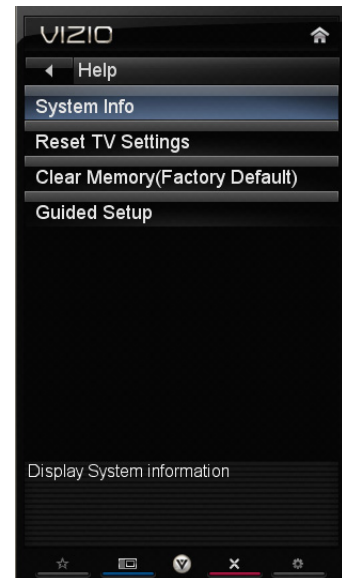 VIZIO
Help
System Info
Reset TV Settings
Clear Memory(Factory Default)
Guided Setup
Display System information